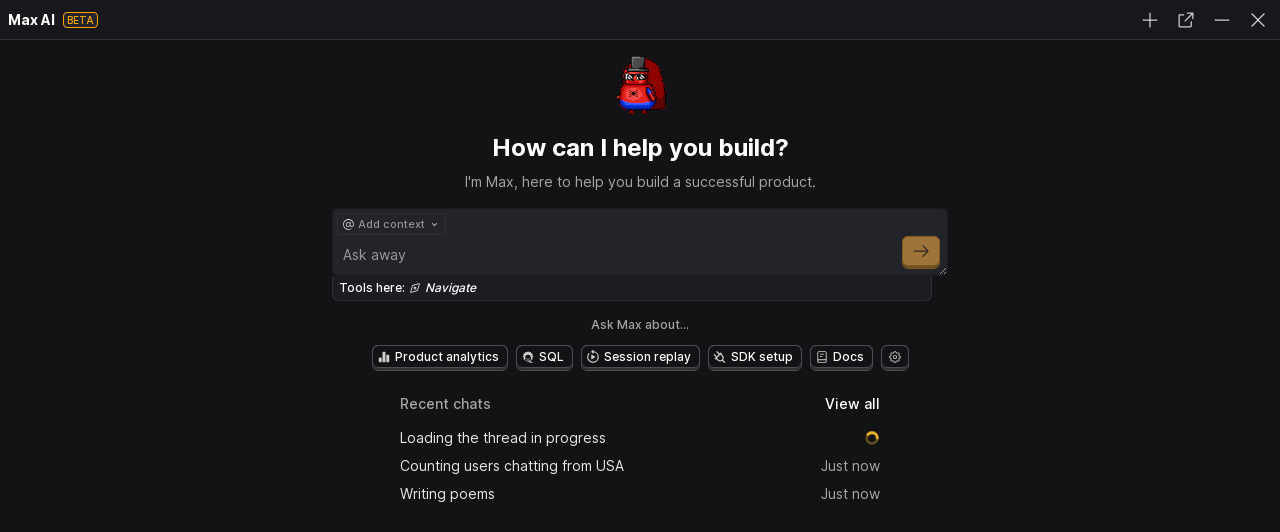 Max AI BETA
How can I help you build?
I'm Max, here to help you build a successful product.
@ Add context
Ask away
Tools here: Navigate
Ask Max about...
Product analytics SQL Session replay SDK setup Docs
Recent chats View all
Loading the thread in progress
Counting users chatting from USA Just now
Writing poems Just now